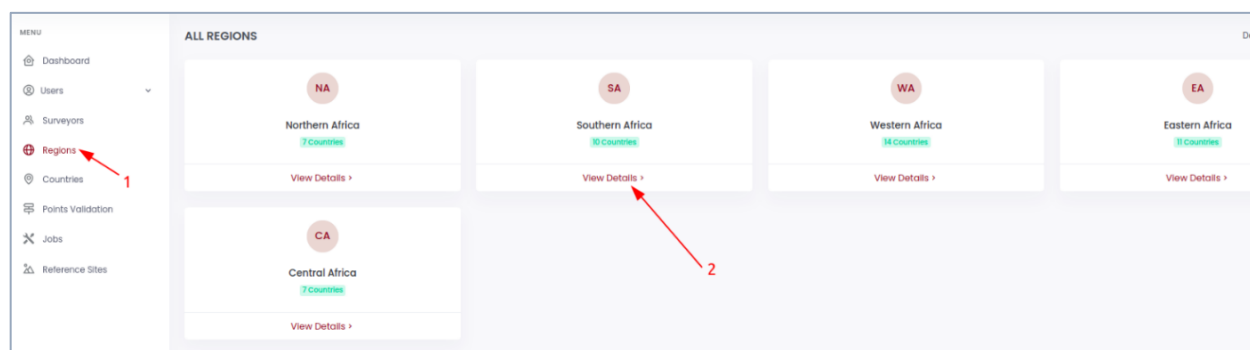 MENU
Dashboard
Users
Surveyors
Regions
1
Countries
Points Validation
Jobs
Reference Sites
ALL REGIONS
NA
Northern Africa
7 Countries
View Details >
SA
Southern Africa
10 Countries
View Details >
2
WA
Western Africa
14 Countries
View Details >
EA
Eastern Africa
11 Countries
View Details >
CA
Central Africa
7 Countries
View Details >